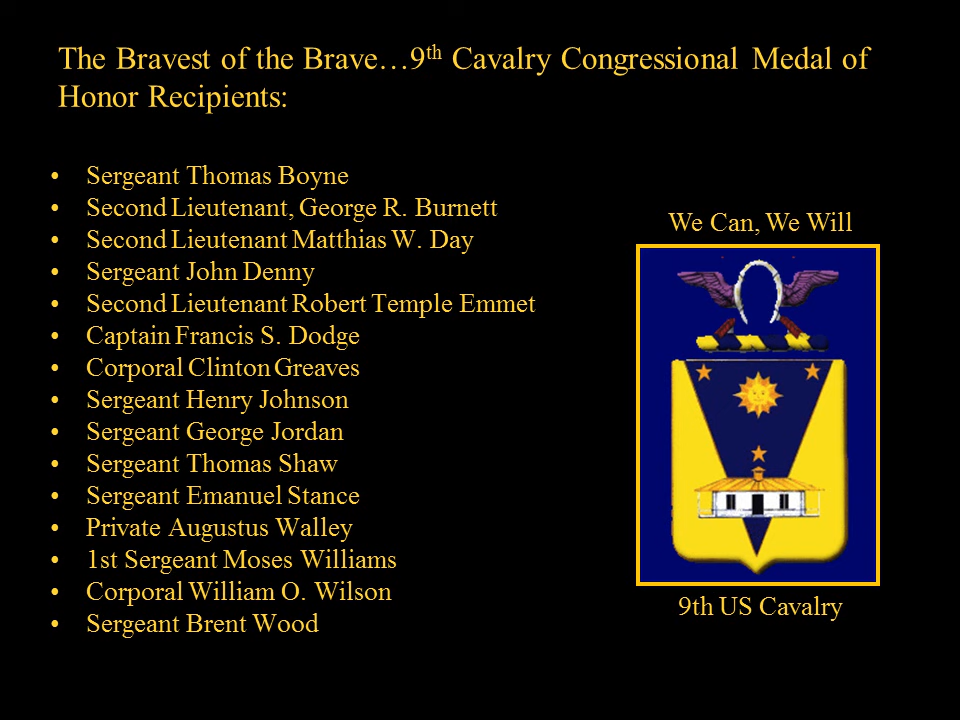 The Bravest of the Brave…9th Cavalry Congressional Medal of
Honor Recipients:
• Sergeant Thomas Boyne
• Second Lieutenant, George R. Burnett
• Second Lieutenant Matthias W. Day
• Sergeant John Denny
• Second Lieutenant Robert Temple Emmet
• Captain Francis S. Dodge
• Corporal Clinton Greaves
• Sergeant Henry Johnson
• Sergeant George Jordan
• Sergeant Thomas Shaw
• Sergeant Emanuel Stance
• Private Augustus Walley
• 1st Sergeant Moses Williams
• Corporal William O. Wilson
• Sergeant Brent Wood
We Can, We Will
9th US Cavalry